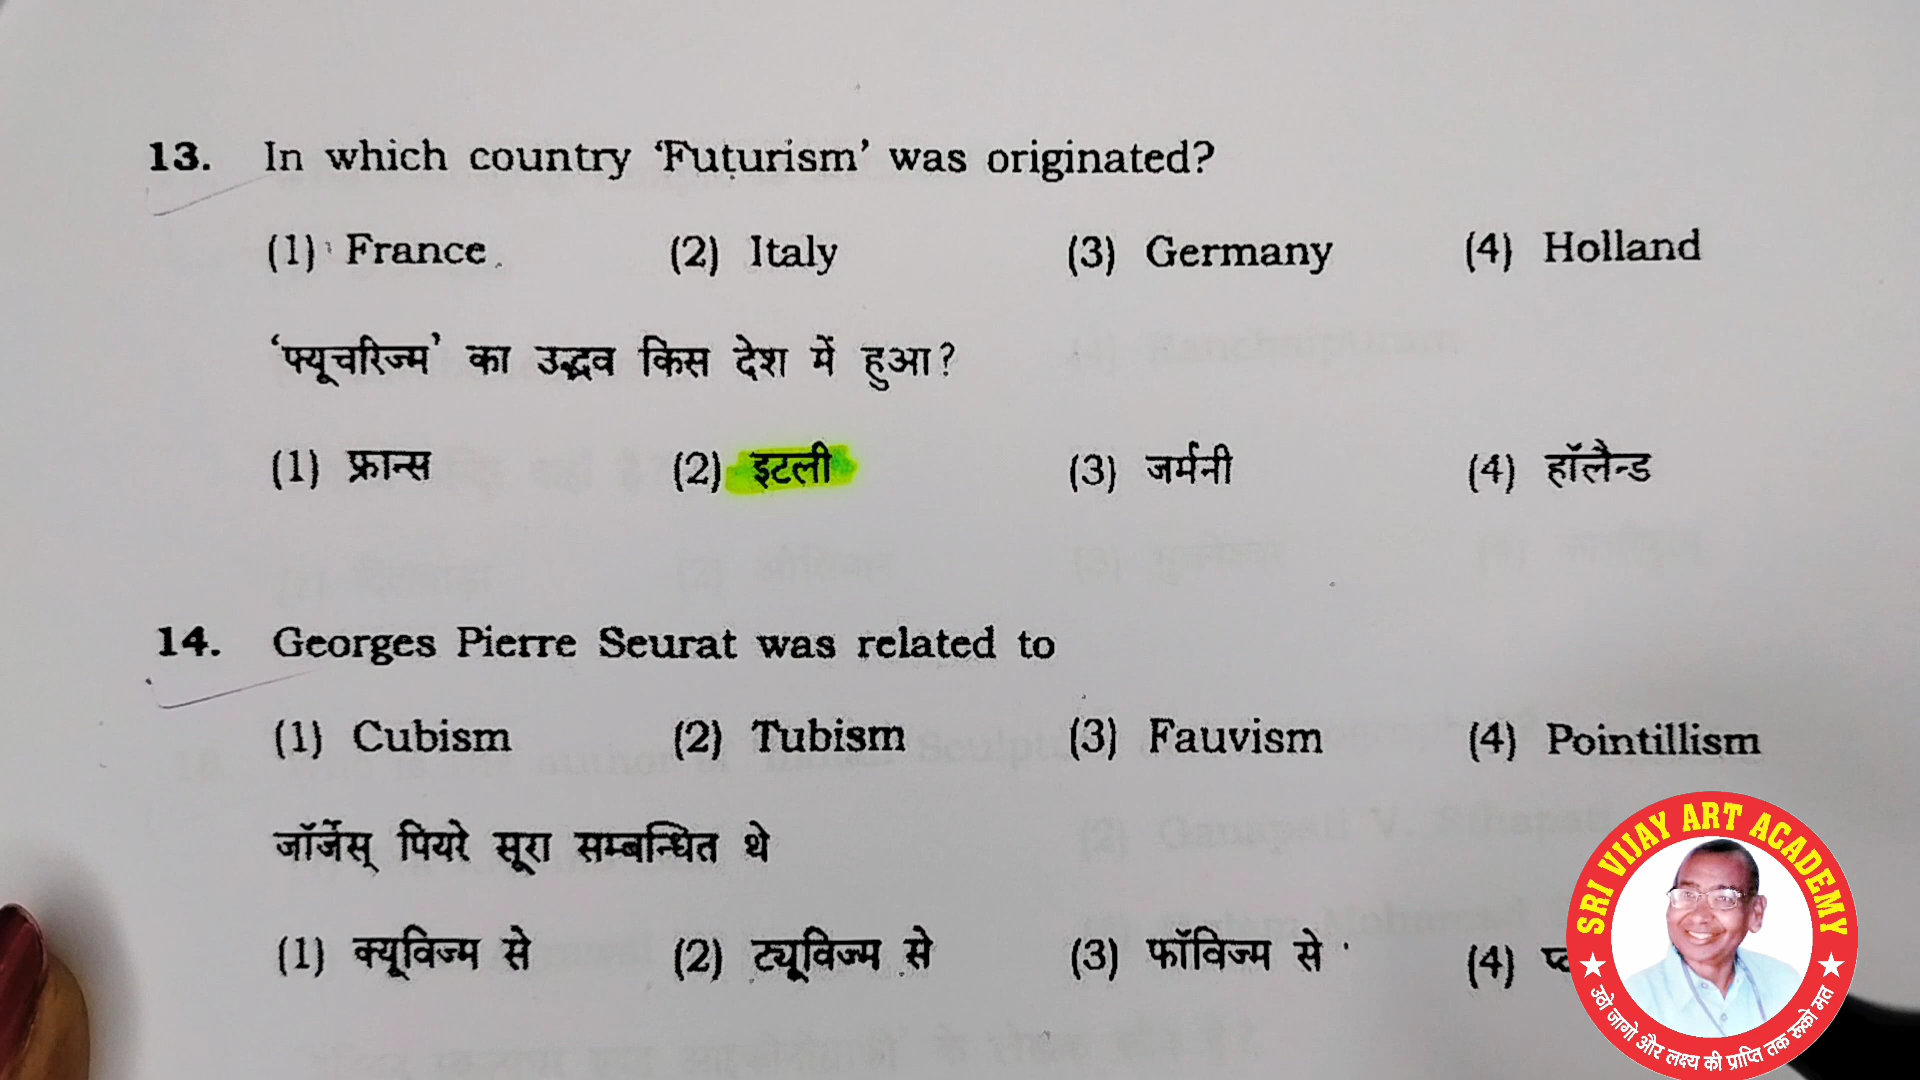 13. In which country ‘Futurism’ was originated?
(1) France (2) Italy (3) Germany (4) Holland
‘फ्यूचरिज्म’ का उद्भव किस देश में हुआ?
(1) फ्रान्स (2) इटली (3) जर्मनी (4) हॉलैन्ड
14. Georges Pierre Seurat was related to
(1) Cubism (2) Tubism (3) Fauvism (4) Pointillism
जॉर्जेस् पियरे सूरा सम्बन्धित थे
(1) क्यूविज्म से (2) ट्यूविज्म से (3) फॉविज्म से (4)
SRI VIJAY ART ACADEMY
उठो जागो और लक्ष्य की प्राप्ति तक रूको मत